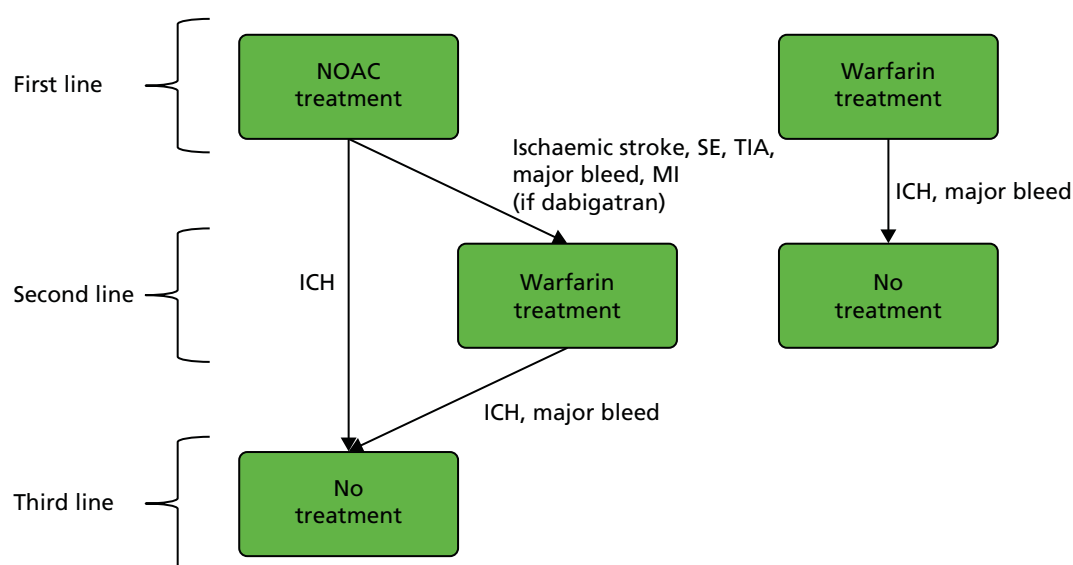 First line
NOAC
treatment
Warfarin
treatment
Ischaemic stroke, SE, TIA,
major bleed, MI
(if dabigatran)
ICH, major bleed
Second line
ICH
Warfarin
treatment
No
treatment
ICH, major bleed
Third line
No
treatment